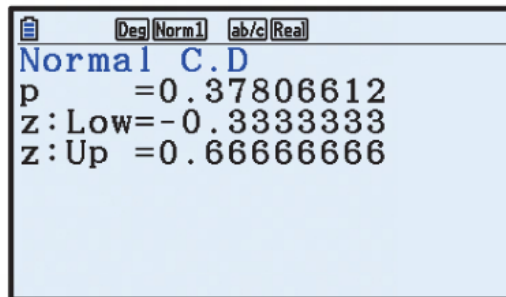 Deg Norm1 ab/c Real
Normal C.D
p =0.37806612
z:Low=-0.3333333
z:Up =0.66666666